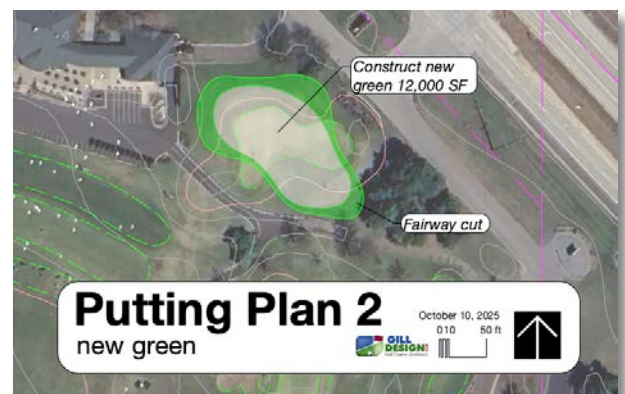 Construct new
green 12,000 SF
Fairway cut
Putting Plan 2
new green
October 10, 2025
0 10 50 ft
GILL
DESIGN